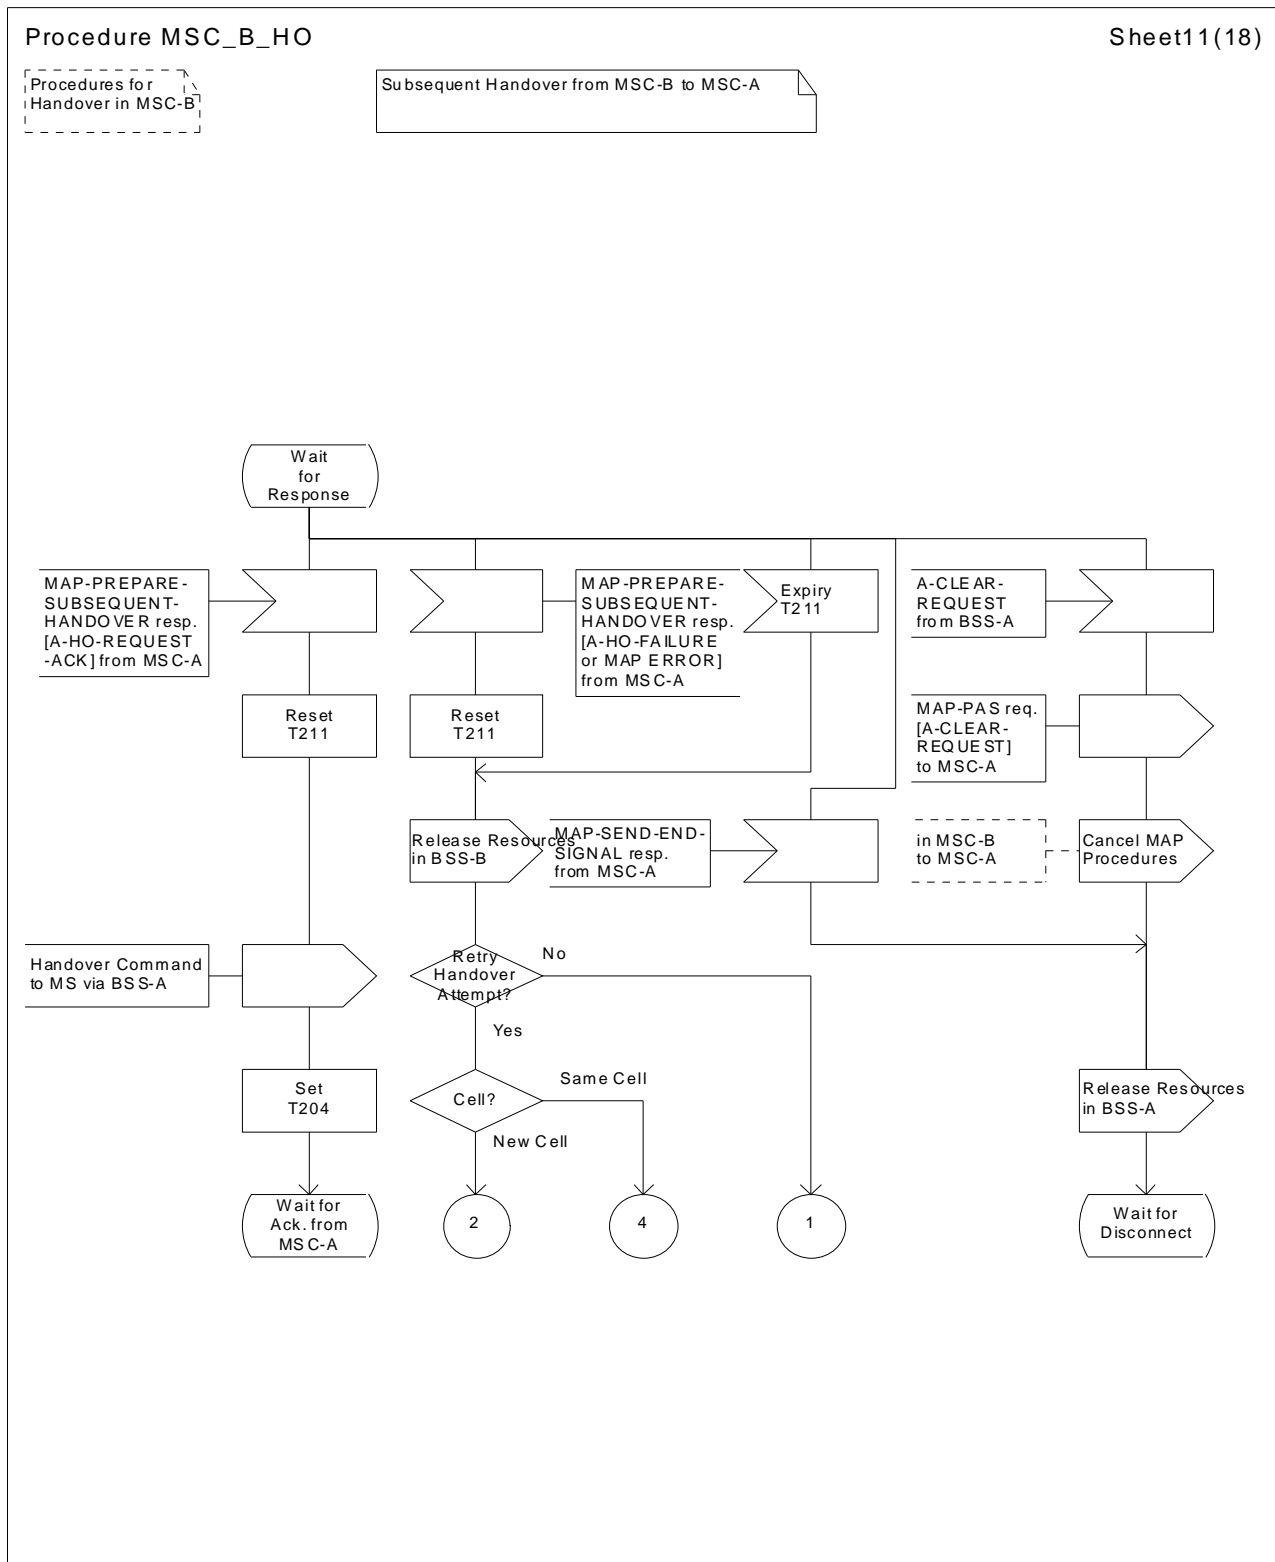 Procedure MSC_B_HO
Sheet11(18)
Procedures for
Handover in MSC-B
Subsequent Handover from MSC-B to MSC-A
Wait
for
Response
MAP-PREPARE-
SUBSEQUENT-
HANDOVER resp.
[A-HO-REQUEST
-ACK] from MSC-A
MAP-PREPARE-
SUBSEQUENT-
HANDOVER resp.
[A-HO-FAILURE
or MAP ERROR]
from MSC-A
Expiry
T211
A-CLEAR-
REQUEST
from BSS-A
Reset
T211
Reset
T211
MAP-PAS req.
[A-CLEAR-
REQUEST]
to MSC-A
Release Resources
in BSS-B
MAP-SEND-END-
SIGNAL resp.
from MSC-A
in MSC-B
to MSC-A
Cancel MAP
Procedures
Handover Command
to MS via BSS-A
Retry
Handover
Attempt?
No
Yes
Set
T204
Cell?
Same Cell
New Cell
Release Resources
in BSS-A
Wait for
Ack. from
MSC-A
2
4
1
Wait for
Disconnect